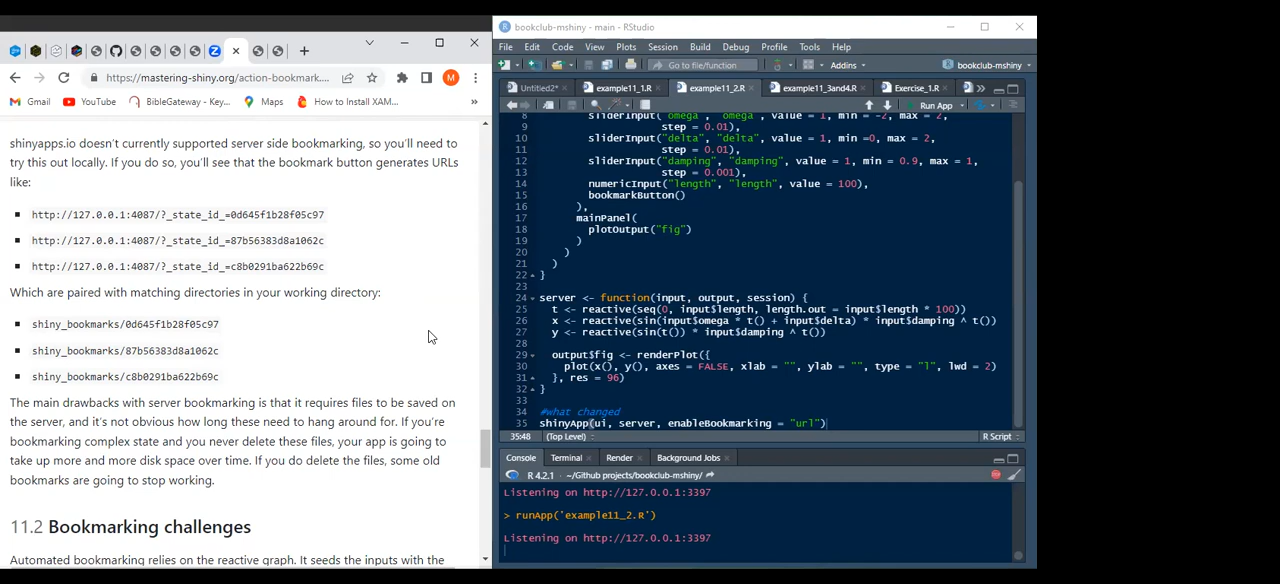 https://mastering-shiny.org/action-bookmark....
M
Gmail
YouTube
BibleGateway - Key...
Maps
How to Install XAM...
»
shinyapps.io doesn't currently supported server side bookmarking, so you'll need to
try this out locally. If you do so, you'll see that the bookmark button generates URLs
like:
http://127.0.0.1:4087/?_state_id_=0d645f1b28f05c97
http://127.0.0.1:4087/?_state_id_=87b56383d8a1062c
http://127.0.0.1:4087/?_state_id_=c8b0291ba622b69c
Which are paired with matching directories in your working directory:
shiny_bookmarks/0d645f1b28f05c97
shiny_bookmarks/87b56383d8a1062c
shiny_bookmarks/c8b0291ba622b69c
The main drawbacks with server bookmarking is that it requires files to be saved on
the server, and it's not obvious how long these need to hang around for. If you're
bookmarking complex state and you never delete these files, your app is going to
take up more and more disk space over time. If you do delete the files, some old
bookmarks are going to stop working.
11.2 Bookmarking challenges
Automated bookmarking relies on the reactive graph. It seeds the inputs with the
bookclub-mshiny - main - RStudio
File Edit Code View Plots Session Build Debug Profile Tools Help
Go to file/function
Addins
bookclub-mshiny
Untitled2*
example11_1.R
example11_2.R
example11_3and4.R
Exercise_1.R
Run App
8 sliderInput("omega", "omega", value = 1, min = -2, max = 2,
9 step = 0.01),
10 sliderInput("delta", "delta", value = 1, min =0, max = 2,
11 step = 0.01),
12 sliderInput("damping", "damping", value = 1, min = 0.9, max = 1,
13 step = 0.001),
14 numericInput("length", "length", value = 100),
15 bookmarkButton()
16 ),
17 mainPanel(
18 plotOutput("fig")
19 )
20 )
21 )
22 }
23
24 server <- function(input, output, session) {
25 t <- reactive(seq(0, input$length, length.out = input$length * 100))
26 x <- reactive(sin(input$omega * t() + input$delta) * input$damping ^ t())
27 y <- reactive(sin(t()) * input$damping ^ t())
28
29 output$fig <- renderPlot({
30 plot(x(), y(), axes = FALSE, xlab = "", ylab = "", type = "l", lwd = 2)
31 }, res = 96)
32 }
33
34 #what changed
35 shinyApp(ui, server, enableBookmarking = "url")
35:48 (Top Level) R Script
Console Terminal Render Background Jobs
R 4.2.1 · ~/Github projects/bookclub-mshiny/
Listening on http://127.0.0.1:3397
> runApp('example11_2.R')
Listening on http://127.0.0.1:3397